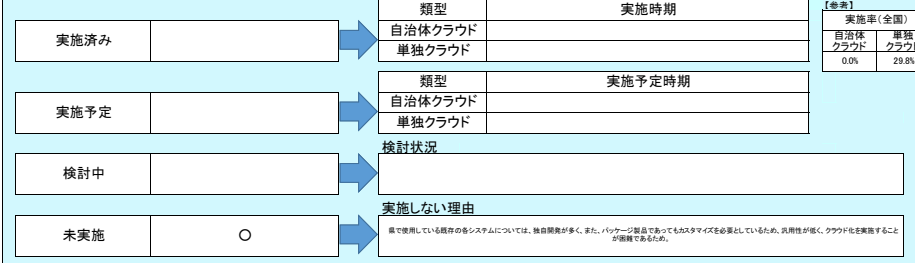 類型 実施時期
【参考】
実施率(全国)
実施済み
自治体クラウド
単独クラウド
自治体
クラウド
単独
クラウド
0.0% 29.8%
類型 実施予定時期
実施予定
自治体クラウド
単独クラウド
検討状況
検討中
実施しない理由
未実施 ○
県で使用している既存の各システムについては、独自開発が多く、また、パッケージ製品であってもカスタマイズを必要としているため、汎用性が低く、クラウド化を実施すること
が困難であるため。